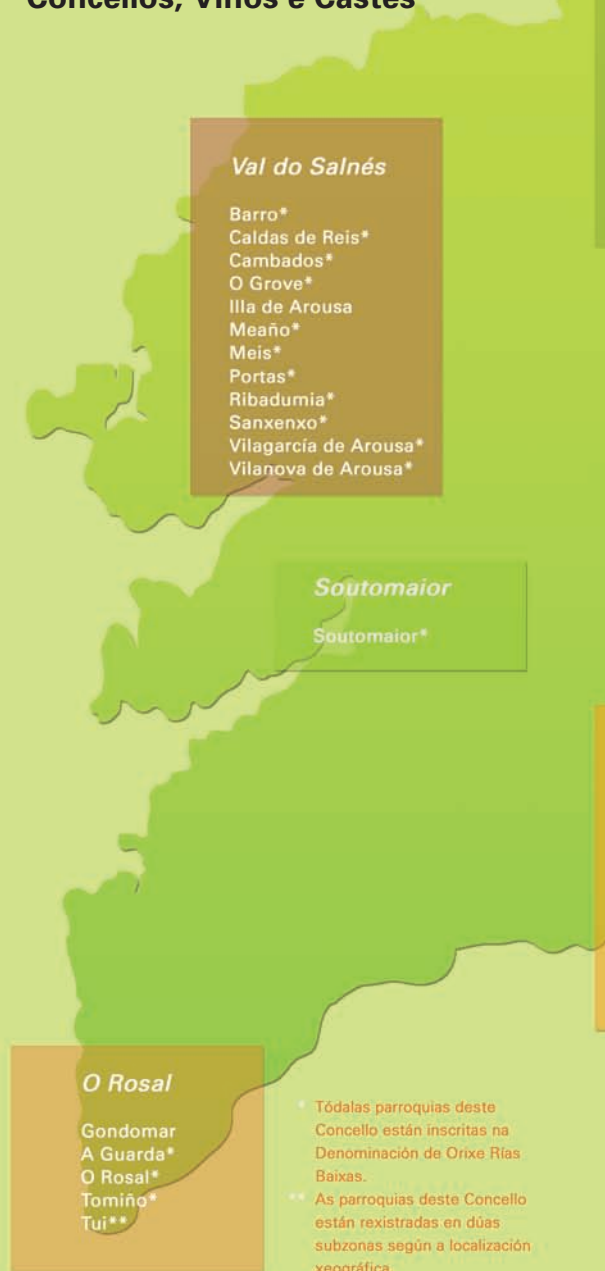 Concellos, Viños e Castes
Val do Salnés
Barro*
Caldas de Reis*
Cambados*
O Grove*
Illa de Arousa
Meaño*
Meis*
Portas*
Ribadumia*
Sanxenxo*
Vilagarcía de Arousa*
Vilanova de Arousa*
Soutomaior
Soutomaior*
O Rosal
Gondomar
A Guarda*
O Rosal*
Tomiño*
Tui**
* Tódalas parroquias deste
Concello están inscritas na
Denominación de Orixe Rías
Baixas.
** As parroquias deste Concello
están rexistradas en dúas
subzonas según a localización
xeográfica